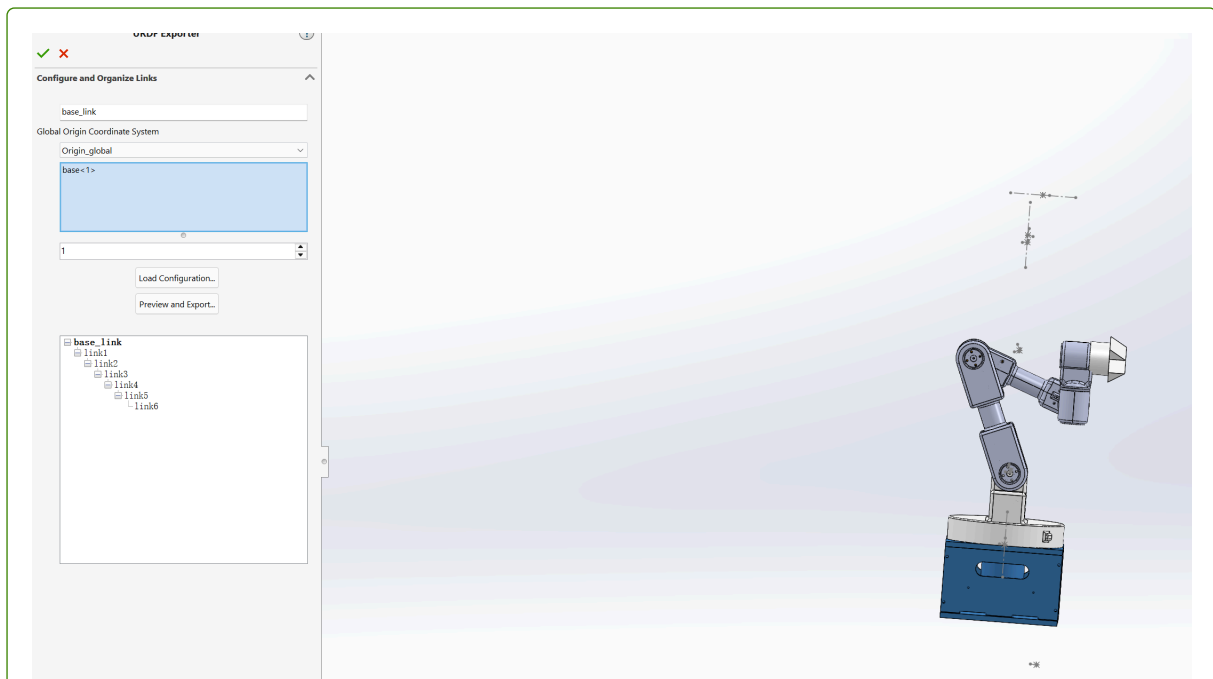 URDF Exporter
?
Configure and Organize Links
base_link
Global Origin Coordinate System
Origin_global
base<1>
1
Load Configuration...
Preview and Export...
base_link
link1
link2
link3
link4
link5
link6